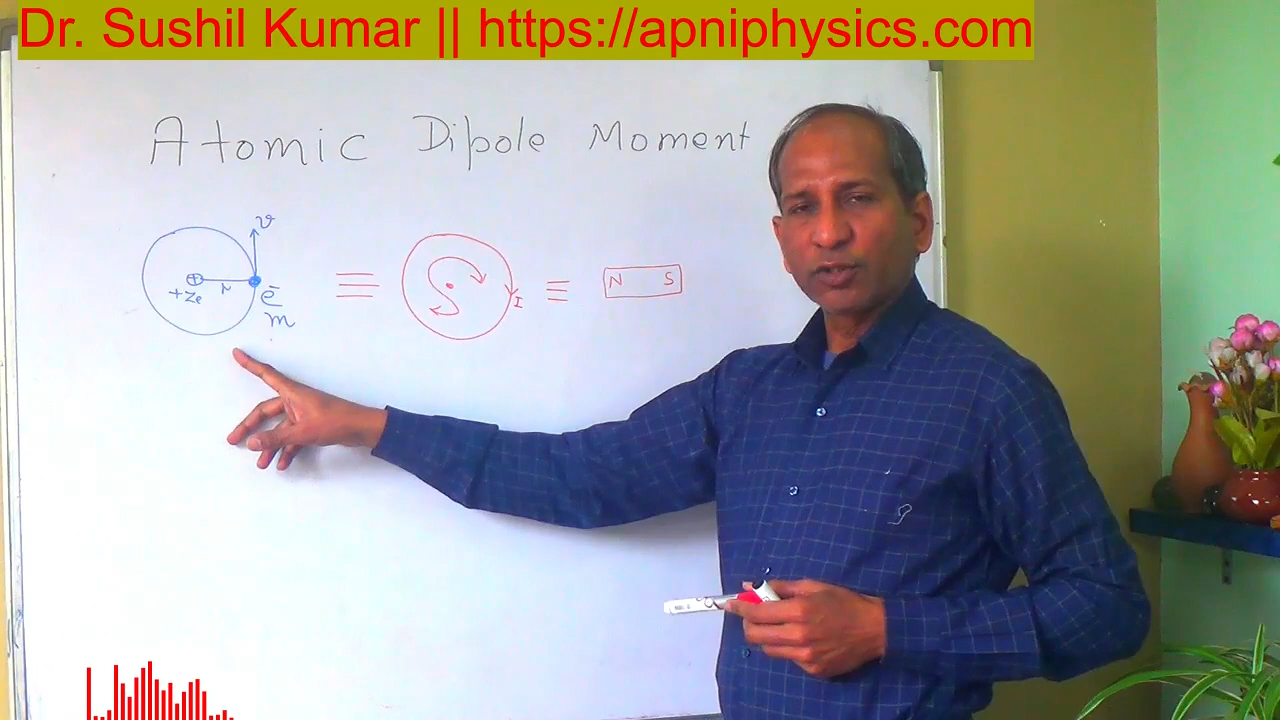 Dr. Sushil Kumar || https://apniphysics.com
Atomic Dipole Moment
v
+Ze r e⁻
m
I
N S